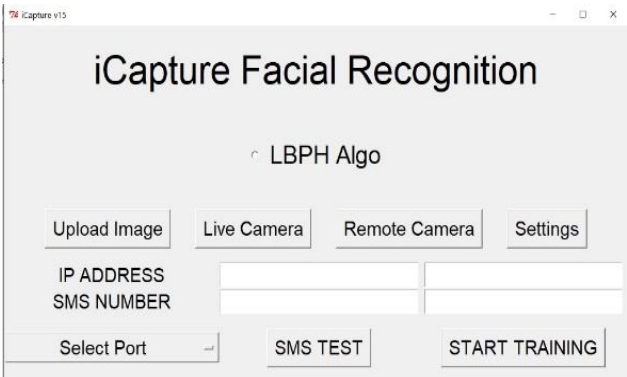 iCapture v15
iCapture Facial Recognition
LBPH Algo
Upload Image Live Camera Remote Camera Settings
IP ADDRESS
SMS NUMBER
Select Port SMS TEST START TRAINING